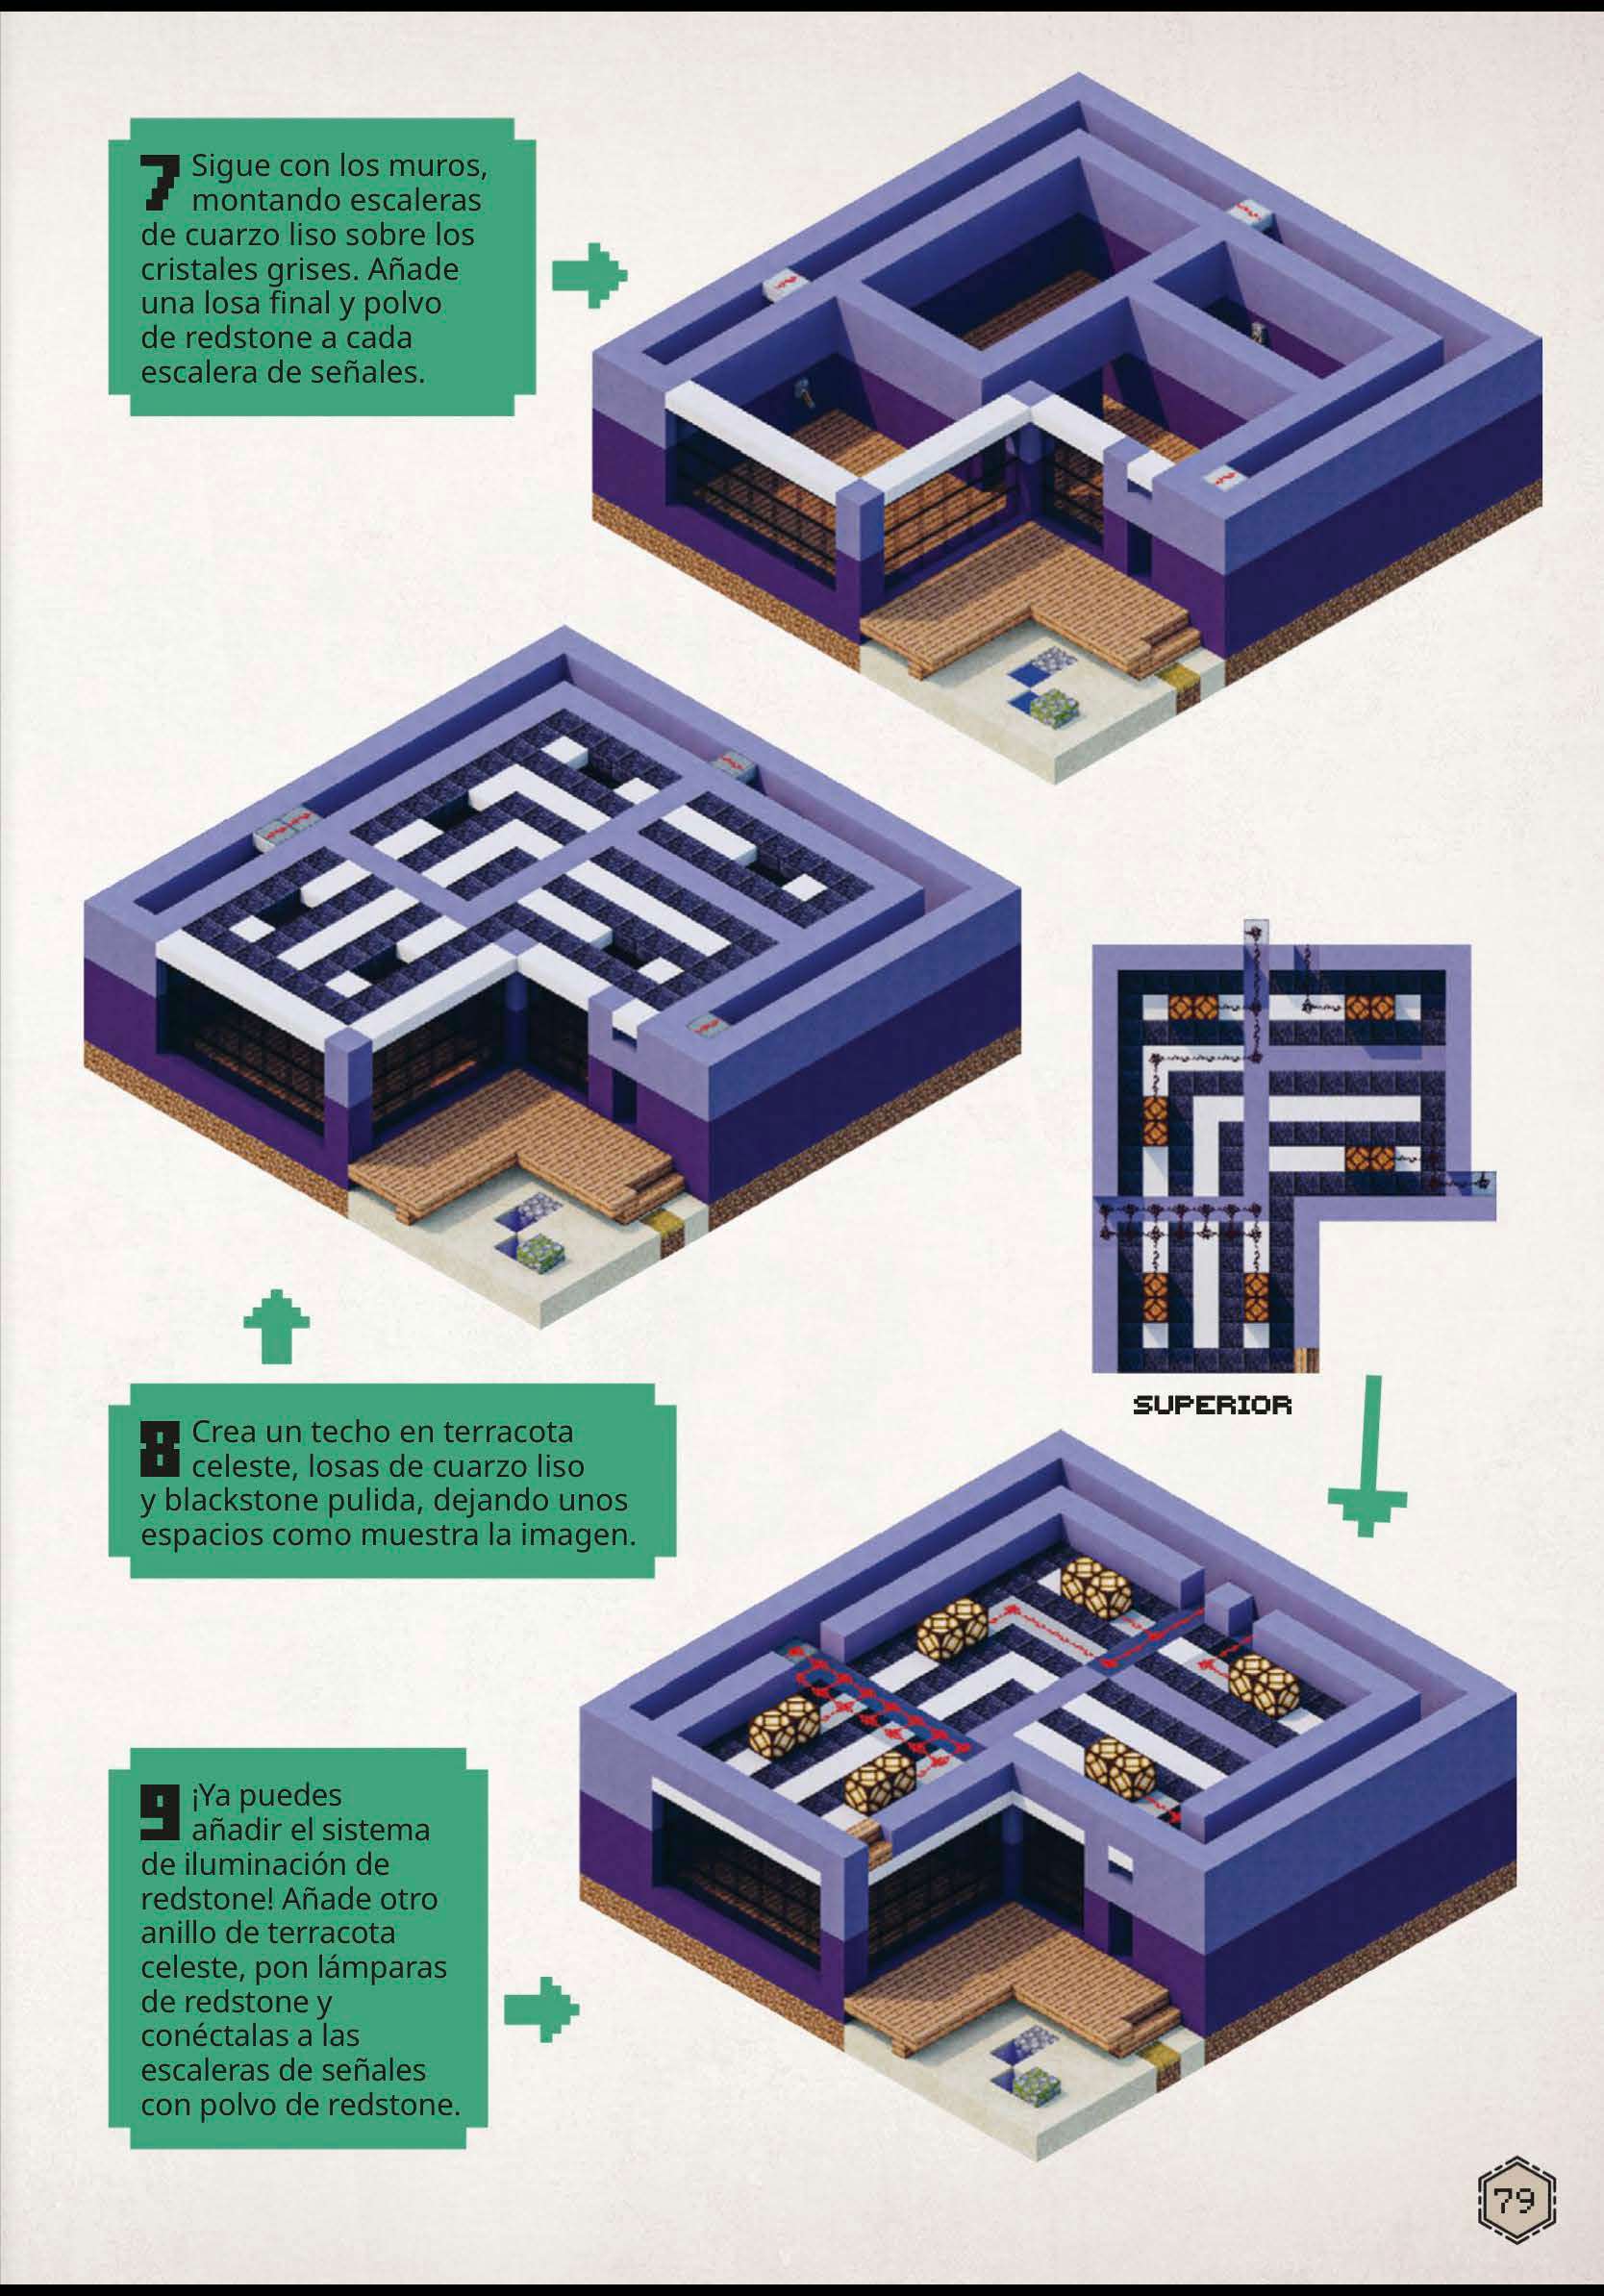 7 Sigue con los muros,
montando escaleras
de cuarzo liso sobre los
cristales grises. Añade
una losa final y polvo
de redstone a cada
escalera de señales.
8 Crea un techo en terracota
celeste, losas de cuarzo liso
y blackstone pulida, dejando unos
espacios como muestra la imagen.
SUPERIOR
9 ¡Ya puedes
añadir el sistema
de iluminación de
redstone! Añade otro
anillo de terracota
celeste, pon lámparas
de redstone y
conéctalas a las
escaleras de señales
con polvo de redstone.
79